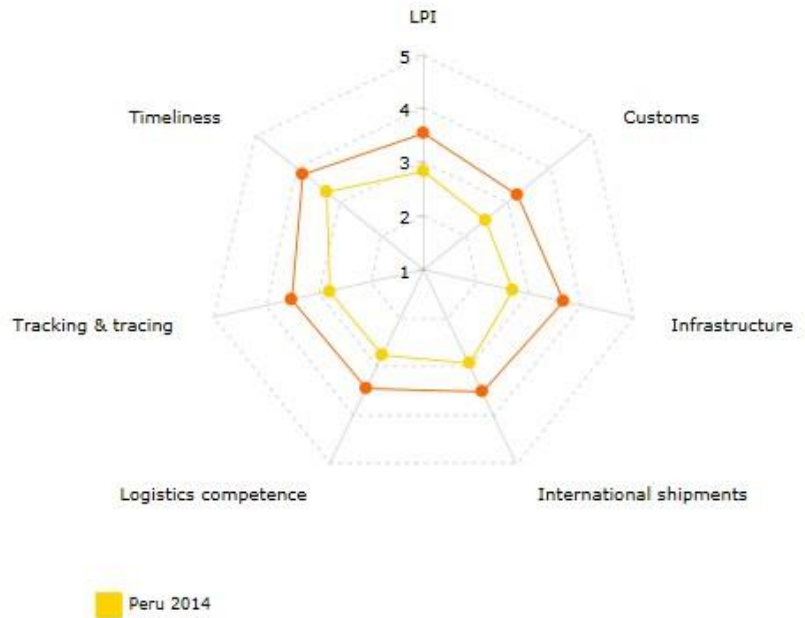 LPI
5
Timeliness
Customs
4
3
2
1
Tracking & tracing
Infrastructure
Logistics competence
International shipments
Peru 2014